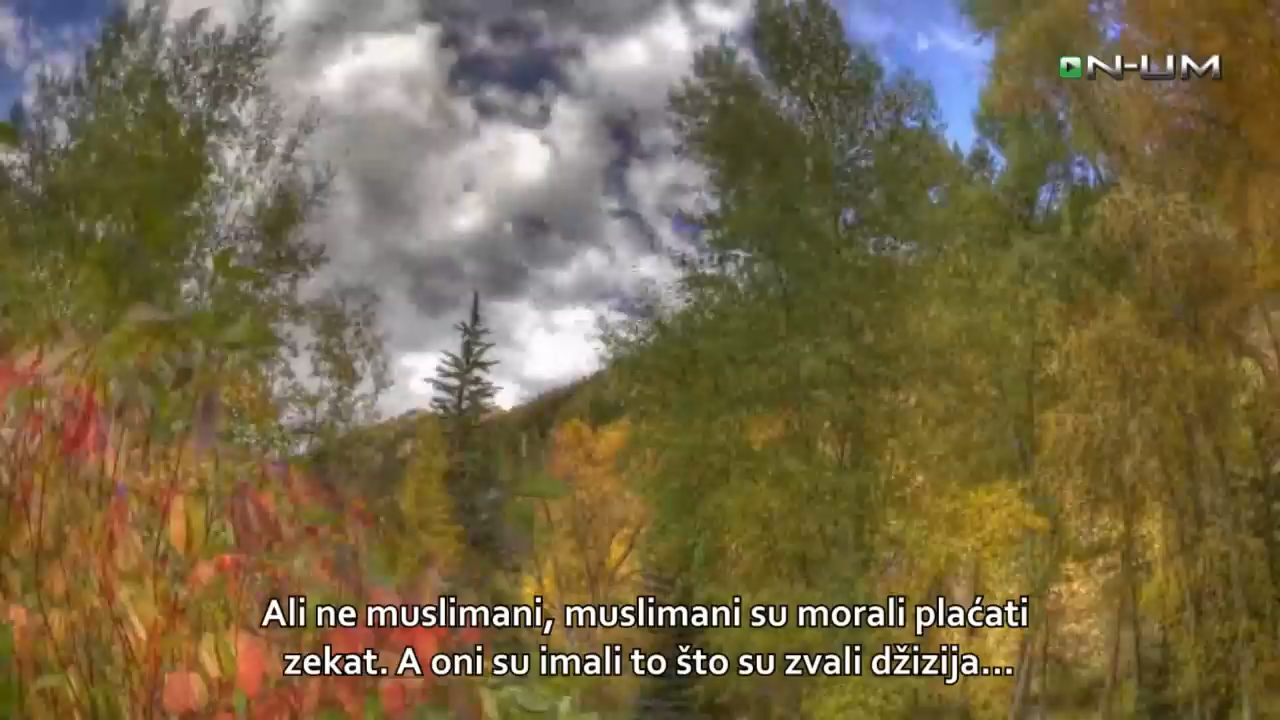 N-UM
Ali ne muslimani, muslimani su morali plaćati
zekat. A oni su imali to što su zvali džizija...